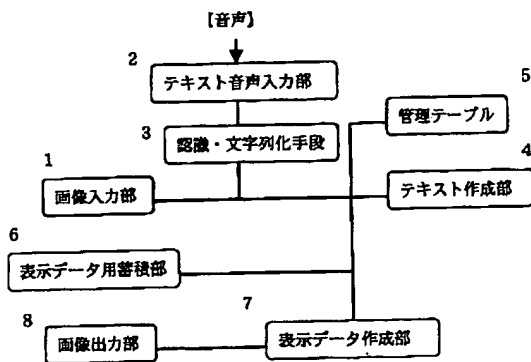 [音声]
2
テキスト音声入力部
5
管理テーブル
3
認識・文字列化手段
4
1
画像入力部
テキスト作成部
6
表示データ用蓄積部
7
8
画像出力部
表示データ作成部